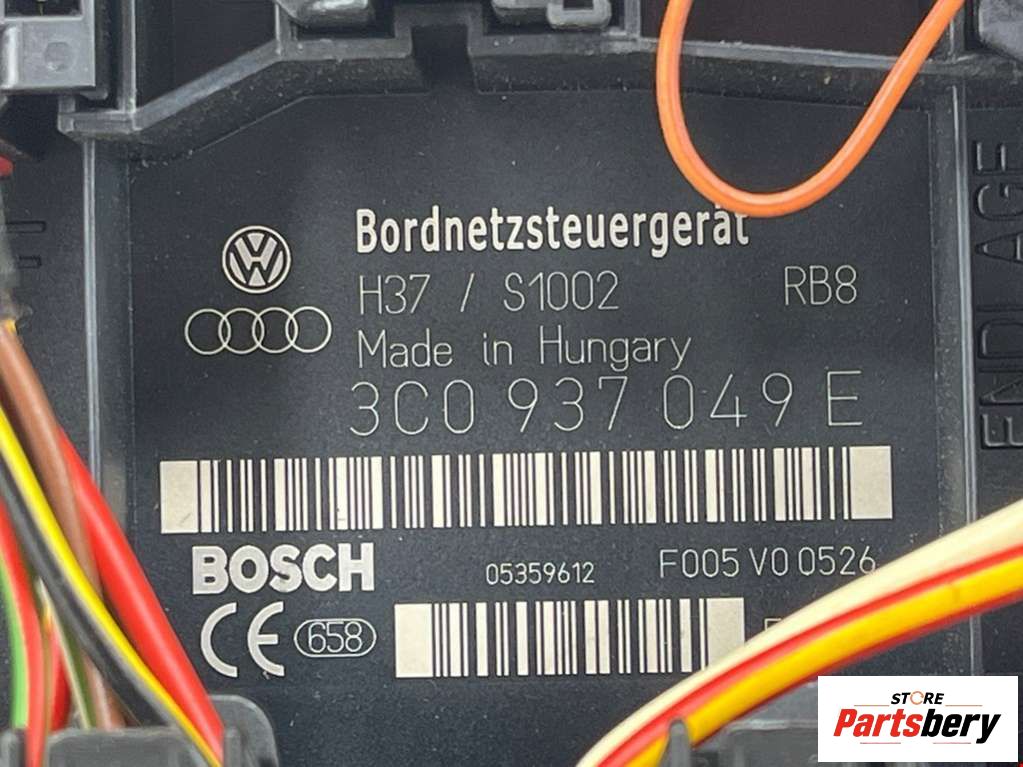 Bordnetzsteuergerät
H37 / S1002 RB8
Made in Hungary
3C0 937 049 E
BOSCH
05359612 F005 V0 0526
CE 658
STORE
Partsbery